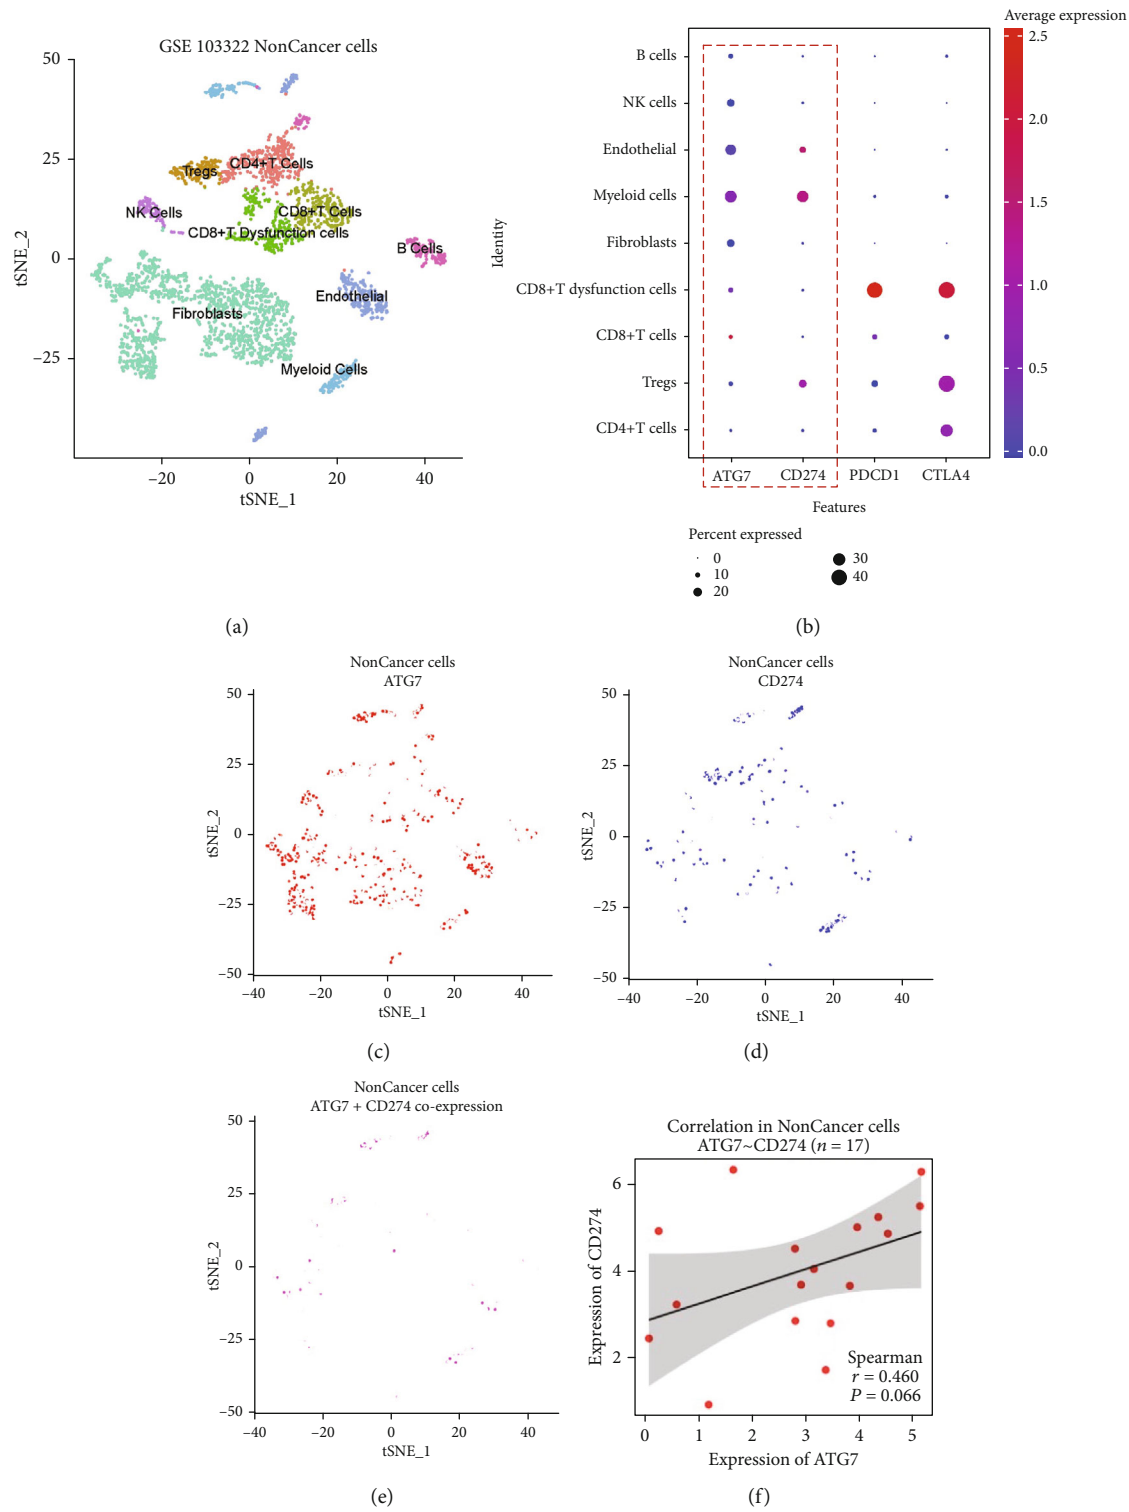 GSE 103322 NonCancer cells
50
25
0
−25
tSNE_2
−20
0
20
40
tSNE_1
Tregs
CD4+T Cells
NK Cells
CD8+T Cells
CD8+T Dysfunction cells
B Cells
Endothelial
Fibroblasts
Myeloid Cells
(a)
Average expression
2.5
2.0
1.5
1.0
0.5
0.0
Identity
B cells
NK cells
Endothelial
Myeloid cells
Fibroblasts
CD8+T dysfunction cells
CD8+T cells
Tregs
CD4+T cells
ATG7
CD274
PDCD1
CTLA4
Features
Percent expressed
0
10
20
30
40
(b)
NonCancer cells
ATG7
50
25
0
−25
−50
tSNE_2
−40
−20
0
20
40
tSNE_1
(c)
NonCancer cells
CD274
50
25
0
−25
−50
tSNE_2
−40
−20
0
20
40
tSNE_1
(d)
NonCancer cells
ATG7 + CD274 co-expression
50
25
0
−25
−50
tSNE_2
−40
−20
0
20
40
tSNE_1
(e)
Correlation in NonCancer cells
ATG7~CD274 (n = 17)
6
4
2
Expression of CD274
Spearman
r = 0.460
P = 0.066
0
1
2
3
4
5
Expression of ATG7
(f)